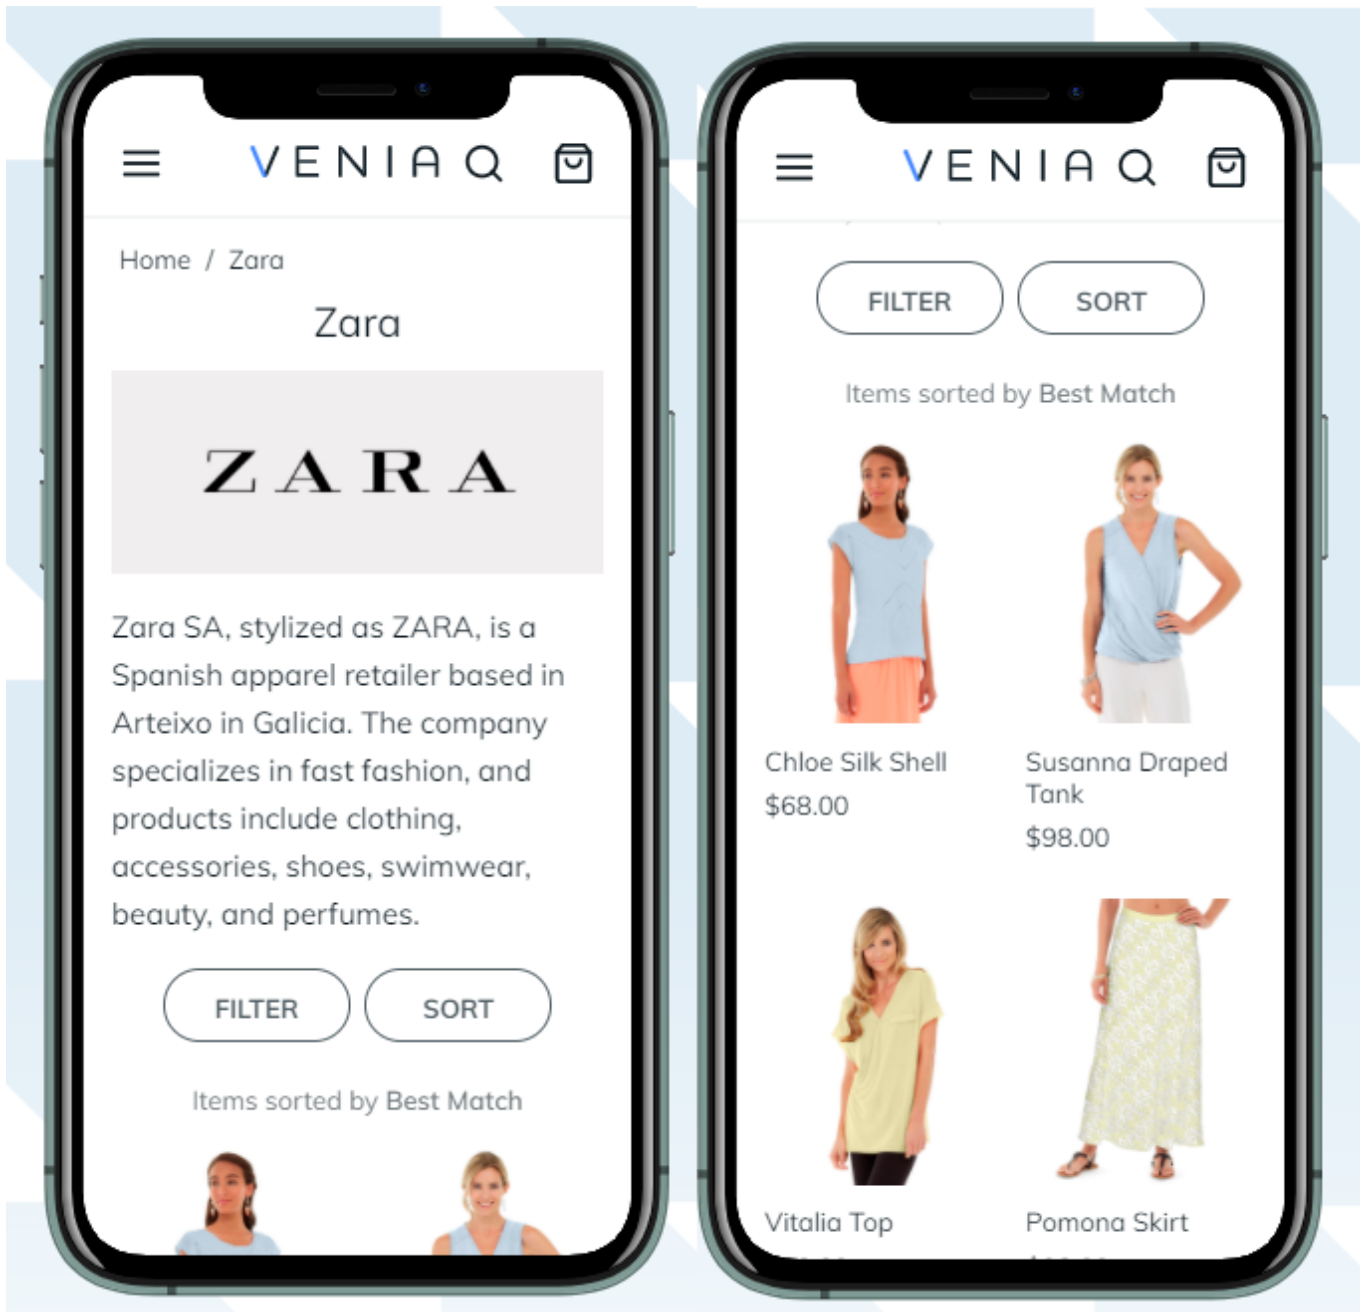 VENIA
Home / Zara
Zara
ZARA
Zara SA, stylized as ZARA, is a
Spanish apparel retailer based in
Arteixo in Galicia. The company
specializes in fast fashion, and
products include clothing,
accessories, shoes, swimwear,
beauty, and perfumes.
FILTER SORT
Items sorted by Best Match
VENIA
FILTER SORT
Items sorted by Best Match
Chloe Silk Shell
$68.00
Susanna Draped
Tank
$98.00
Vitalia Top
Pomona Skirt